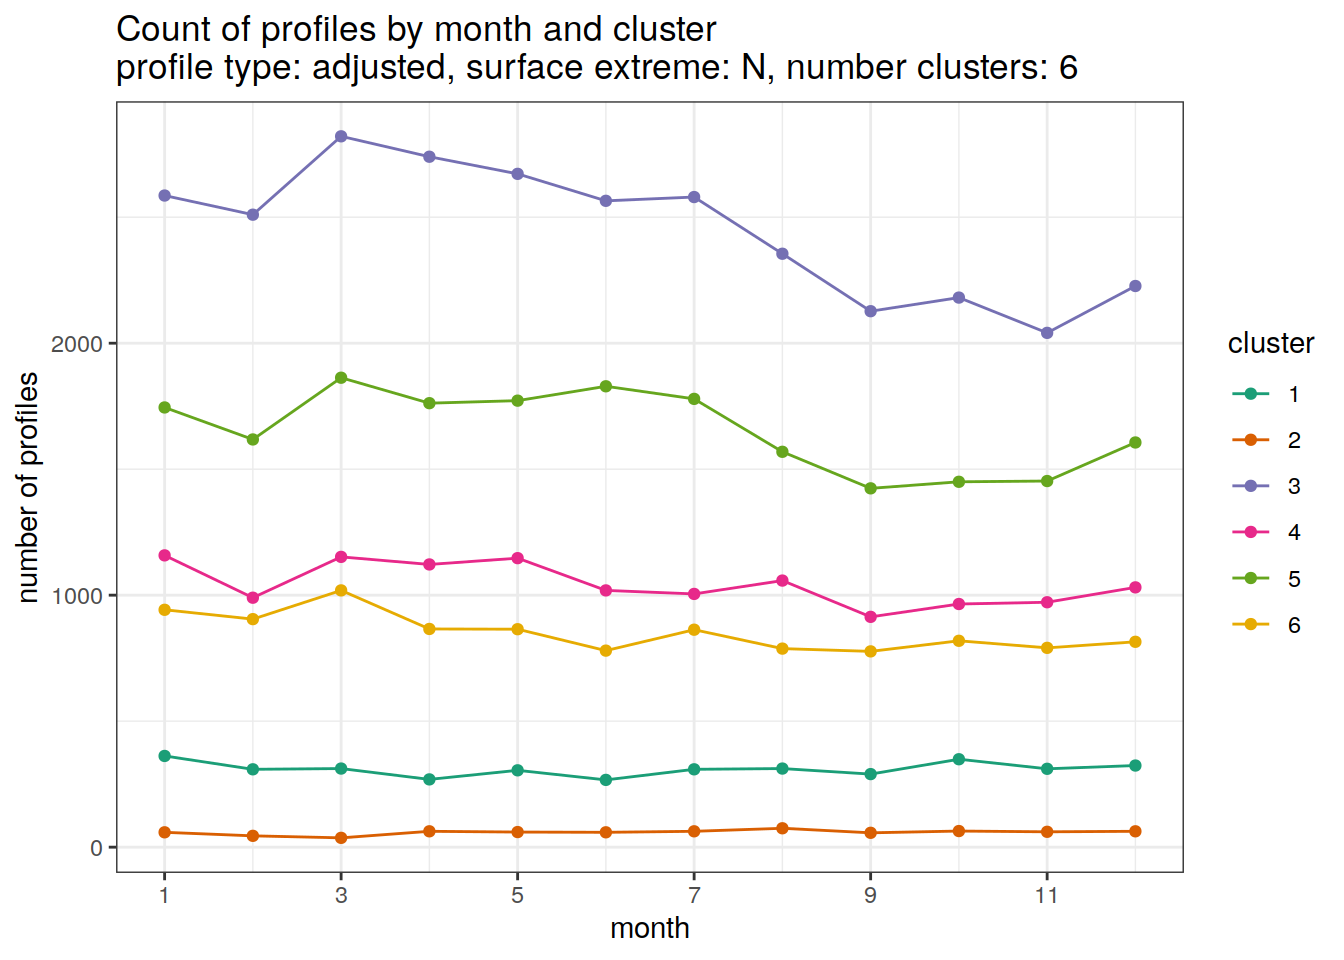 Count of profiles by month and cluster
profile type: adjusted, surface extreme: N, number clusters: 6
number of profiles
2000
1000
0
1 3 5 7 9 11
month
cluster
1
2
3
4
5
6